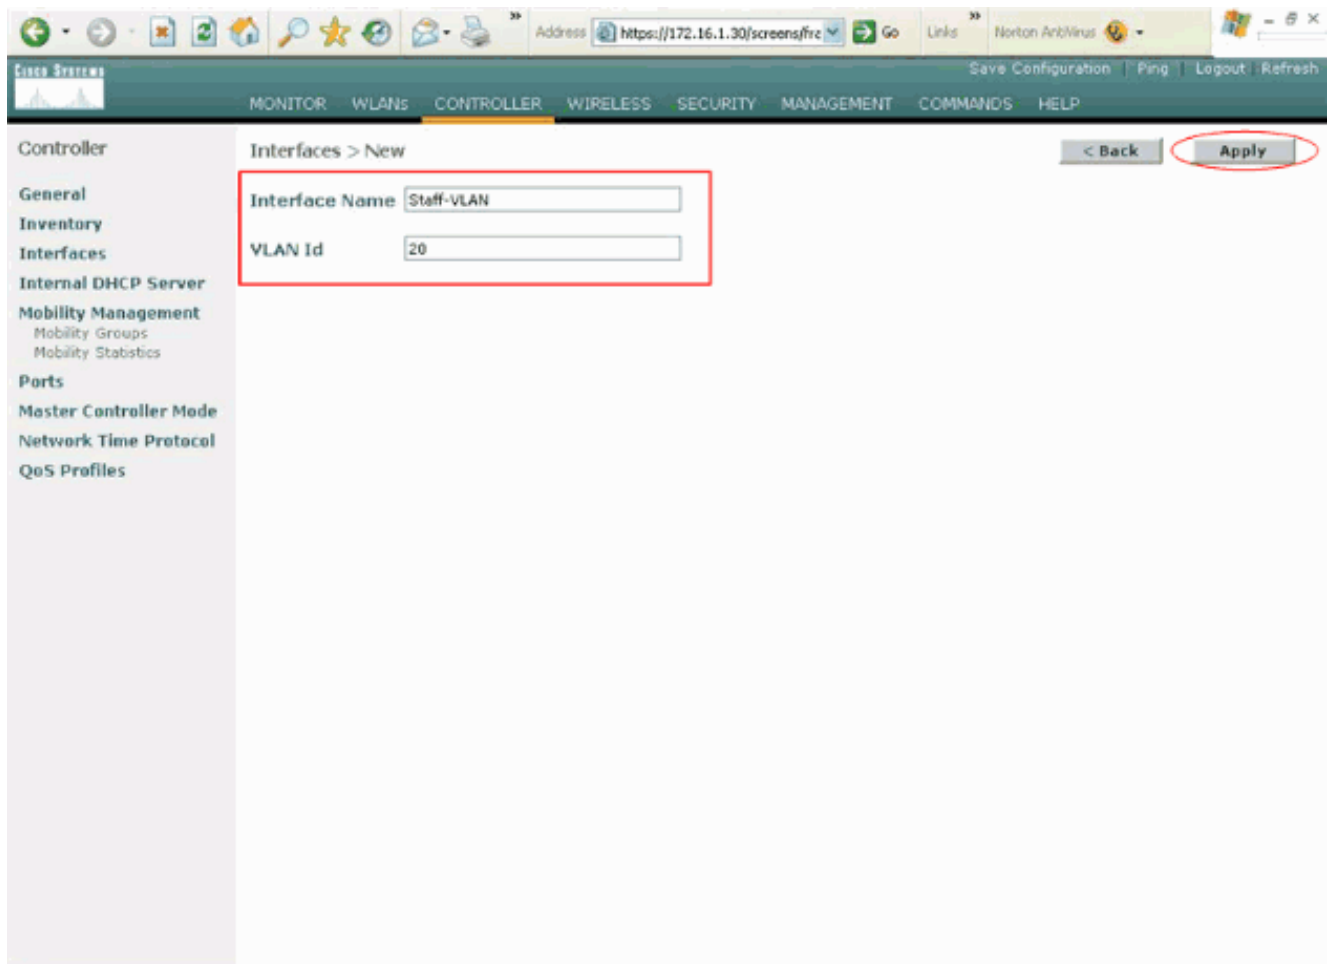 Address https://172.16.1.30/screens/fra Go Links Norton AntiVirus
CISCO SYSTEMS
Save Configuration | Ping | Logout Refresh
MONITOR WLANs CONTROLLER WIRELESS SECURITY MANAGEMENT COMMANDS HELP
Controller
Interfaces > New
< Back
Apply
General
Inventory
Interfaces
Internal DHCP Server
Mobility Management
Mobility Groups
Mobility Statistics
Ports
Master Controller Mode
Network Time Protocol
QoS Profiles
Interface Name Staff-VLAN
VLAN Id 20